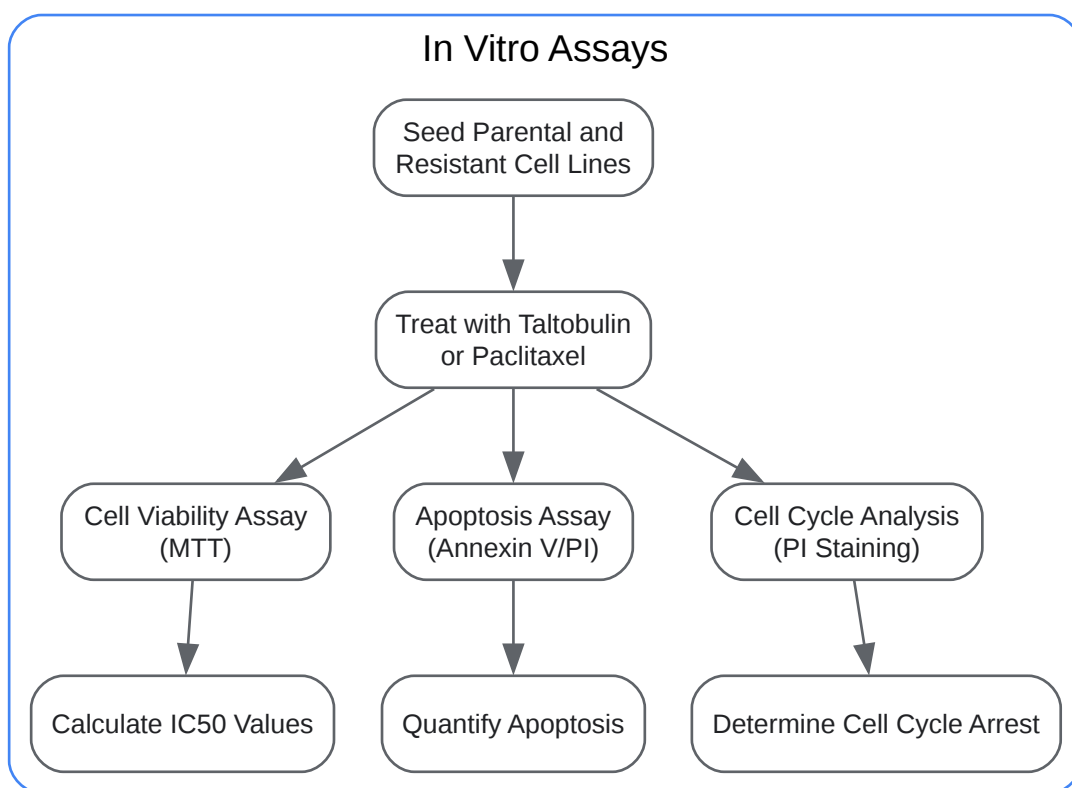 In Vitro Assays
Seed Parental and
Resistant Cell Lines
Treat with Taltobulin
or Paclitaxel
Cell Viability Assay
(MTT)
Apoptosis Assay
(Annexin V/PI)
Cell Cycle Analysis
(PI Staining)
Calculate IC50 Values
Quantify Apoptosis
Determine Cell Cycle Arrest